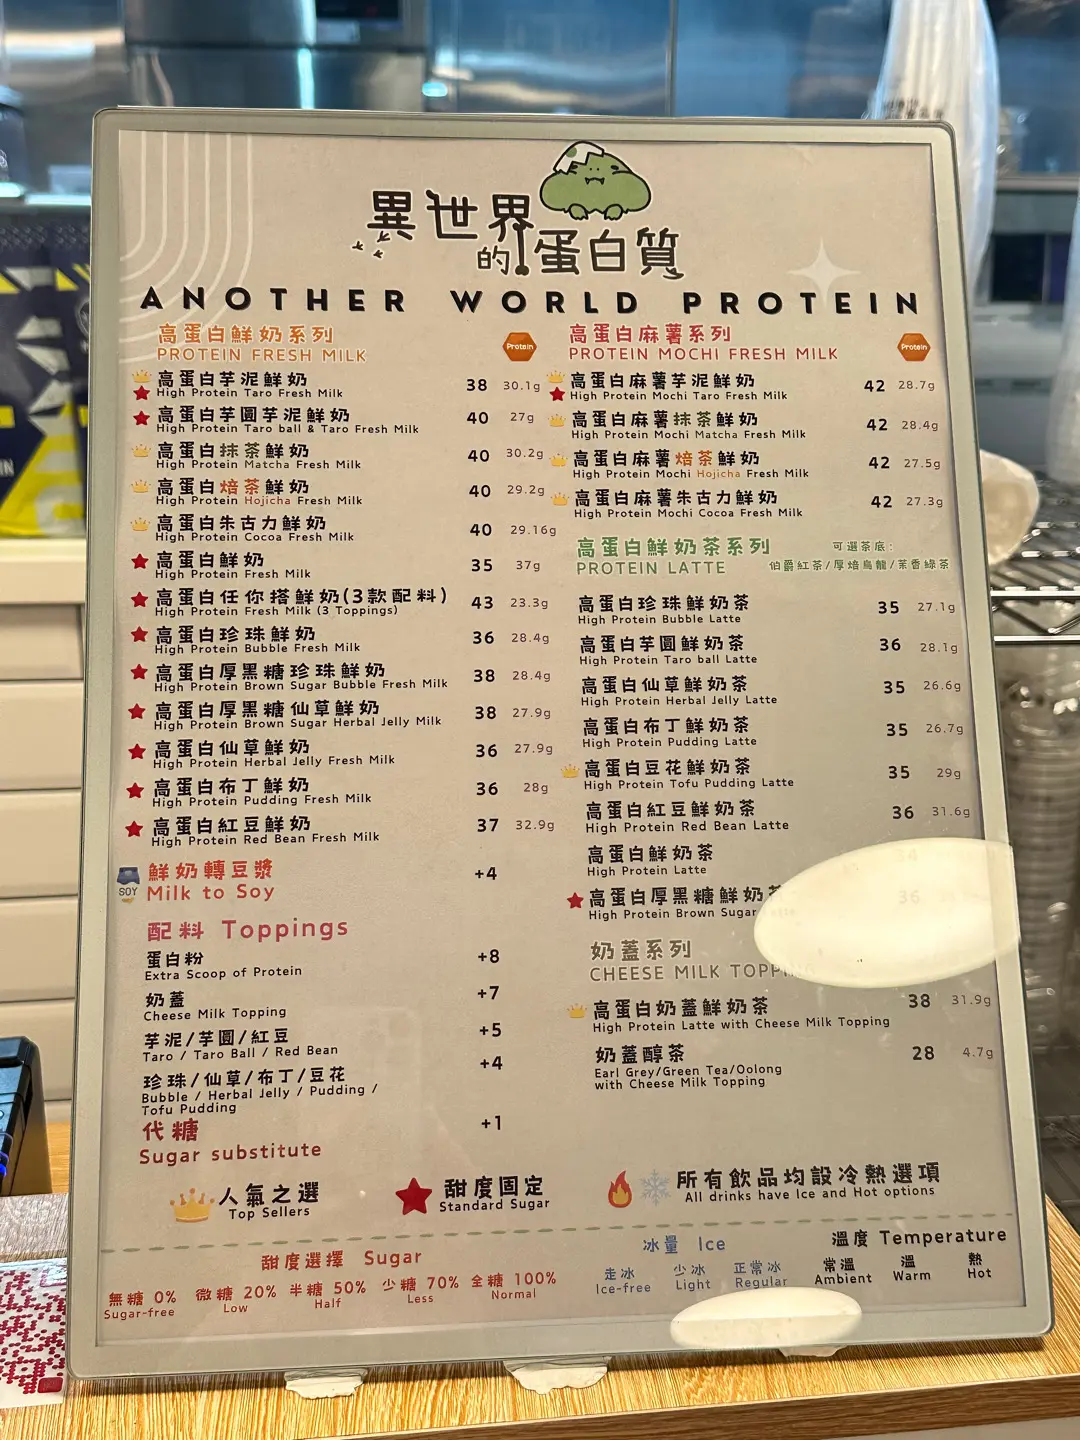 異世界的蛋白質
ANOTHER WORLD PROTEIN
高蛋白鮮奶系列
PROTEIN FRESH MILK
Protein
高蛋白芋泥鮮奶 38 30.1g
High Protein Taro Fresh Milk
高蛋白芋圓芋泥鮮奶 40 27g
High Protein Taro ball & Taro Fresh Milk
高蛋白抹茶鮮奶 40 30.2g
High Protein Matcha Fresh Milk
高蛋白焙茶鮮奶 40 29.2g
High Protein Hojicha Fresh Milk
高蛋白朱古力鮮奶 40 29.16g
High Protein Cocoa Fresh Milk
高蛋白鮮奶 35 37g
High Protein Fresh Milk
高蛋白任你搭鮮奶(3款配料) 43 23.3g
High Protein Fresh Milk (3 Toppings)
高蛋白珍珠鮮奶 36 28.4g
High Protein Bubble Fresh Milk
高蛋白厚黑糖珍珠鮮奶 38 28.4g
High Protein Brown Sugar Bubble Fresh Milk
高蛋白厚黑糖仙草鮮奶 38 27.9g
High Protein Brown Sugar Herbal Jelly Milk
高蛋白仙草鮮奶 36 27.9g
High Protein Herbal Jelly Fresh Milk
高蛋白布丁鮮奶 36 28g
High Protein Pudding Fresh Milk
高蛋白紅豆鮮奶 37 32.9g
High Protein Red Bean Fresh Milk
SOY
鮮奶轉豆漿 +4
Milk to Soy
配料 Toppings
蛋白粉 +8
Extra Scoop of Protein
奶蓋 +7
Cheese Milk Topping
芋泥/芋圓/紅豆 +5
Taro / Taro Ball / Red Bean
珍珠/仙草/布丁/豆花 +4
Bubble / Herbal Jelly / Pudding /
Tofu Pudding
代糖 +1
Sugar substitute
高蛋白麻薯系列
PROTEIN MOCHI FRESH MILK
Protein
高蛋白麻薯芋泥鮮奶 42 28.7g
High Protein Mochi Taro Fresh Milk
高蛋白麻薯抹茶鮮奶 42 28.4g
High Protein Mochi Matcha Fresh Milk
高蛋白麻薯焙茶鮮奶 42 27.5g
High Protein Mochi Hojicha Fresh Milk
高蛋白麻薯朱古力鮮奶 42 27.3g
High Protein Mochi Cocoa Fresh Milk
高蛋白鮮奶茶系列
PROTEIN LATTE
可選茶底:
伯爵紅茶/厚焙烏龍/茉香綠茶
高蛋白珍珠鮮奶茶 35 27.1g
High Protein Bubble Latte
高蛋白芋圓鮮奶茶 36 28.1g
High Protein Taro ball Latte
高蛋白仙草鮮奶茶 35 26.6g
High Protein Herbal Jelly Latte
高蛋白布丁鮮奶茶 35 26.7g
High Protein Pudding Latte
高蛋白豆花鮮奶茶 35 29g
High Protein Tofu Pudding Latte
高蛋白紅豆鮮奶茶 36 31.6g
High Protein Red Bean Latte
高蛋白鮮奶茶
High Protein Latte
高蛋白厚黑糖鮮奶茶 36
High Protein Brown Sugar
奶蓋系列
CHEESE MILK TOPPING
高蛋白奶蓋鮮奶茶 38 31.9g
High Protein Latte with Cheese Milk Topping
奶蓋醇茶 28 4.7g
Earl Grey/Green Tea/Oolong
with Cheese Milk Topping
人氣之選
Top Sellers
甜度固定
Standard Sugar
所有飲品均設冷熱選項
All drinks have Ice and Hot options
甜度選擇 Sugar
無糖 0% 微糖 20% 半糖 50% 少糖 70% 全糖 100%
Sugar-free Low Half Less Normal
冰量 Ice
走冰 少冰 正常冰
Ice-free Light Regular
溫度 Temperature
常溫 溫 熱
Ambient Warm Hot